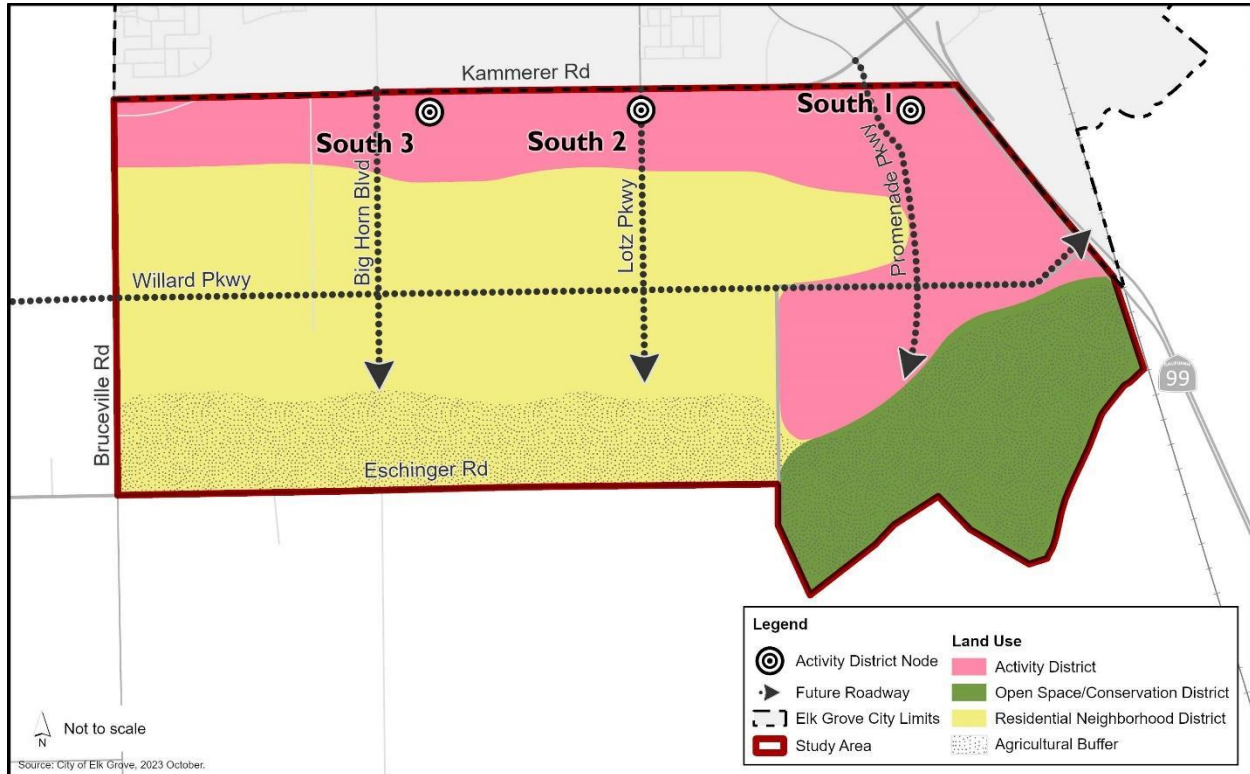 Kammerer Rd
South 1
South 2
South 3
Big Horn Blvd
Lotz Pkwy
Promenade Pkwy
Willard Pkwy
Bruceville Rd
Eschinger Rd
CALIFORNIA
99
Legend
Activity District Node
Future Roadway
Elk Grove City Limits
Study Area
Land Use
Activity District
Open Space/Conservation District
Residential Neighborhood District
Agricultural Buffer
N
Not to scale
Source: City of Elk Grove, 2023 October.